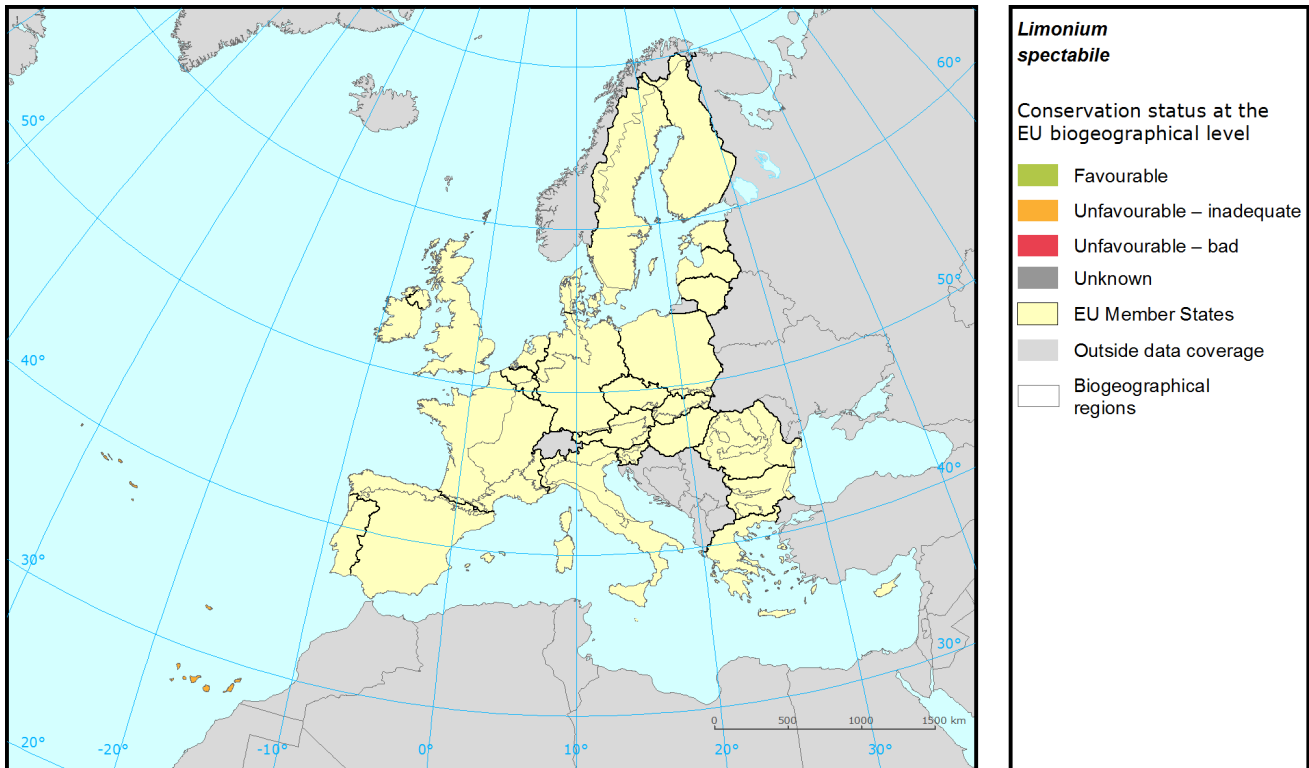 Limonium
spectabile
Conservation status at the
EU biogeographical level
Favourable
Unfavourable – inadequate
Unfavourable – bad
Unknown
EU Member States
Outside data coverage
Biogeographical
regions
60°
50°
50°
40°
40°
30°
30°
0 500 1000 1500 km
20° -20° -10° 0° 10° 20° 30°